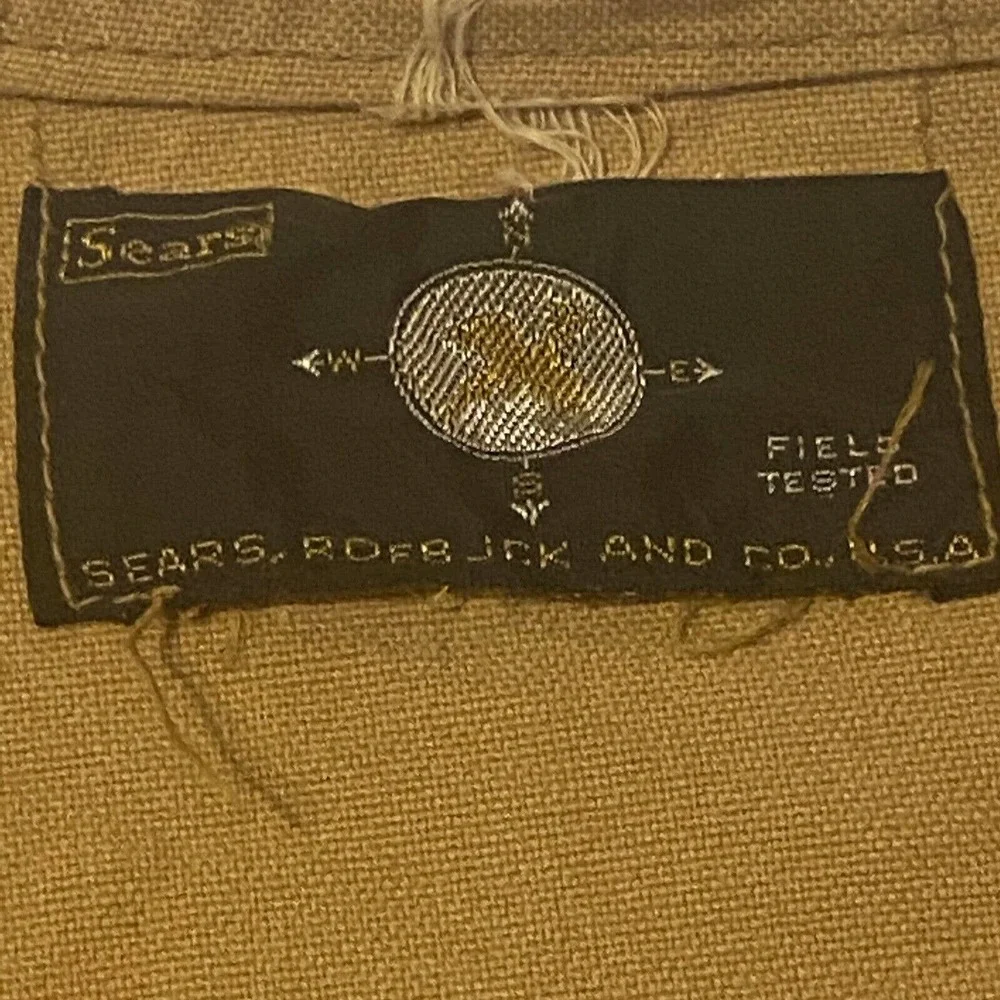 Sears
N
W E
S
FIELD
TESTED
SEARS, ROEBUCK AND CO., U.S.A.